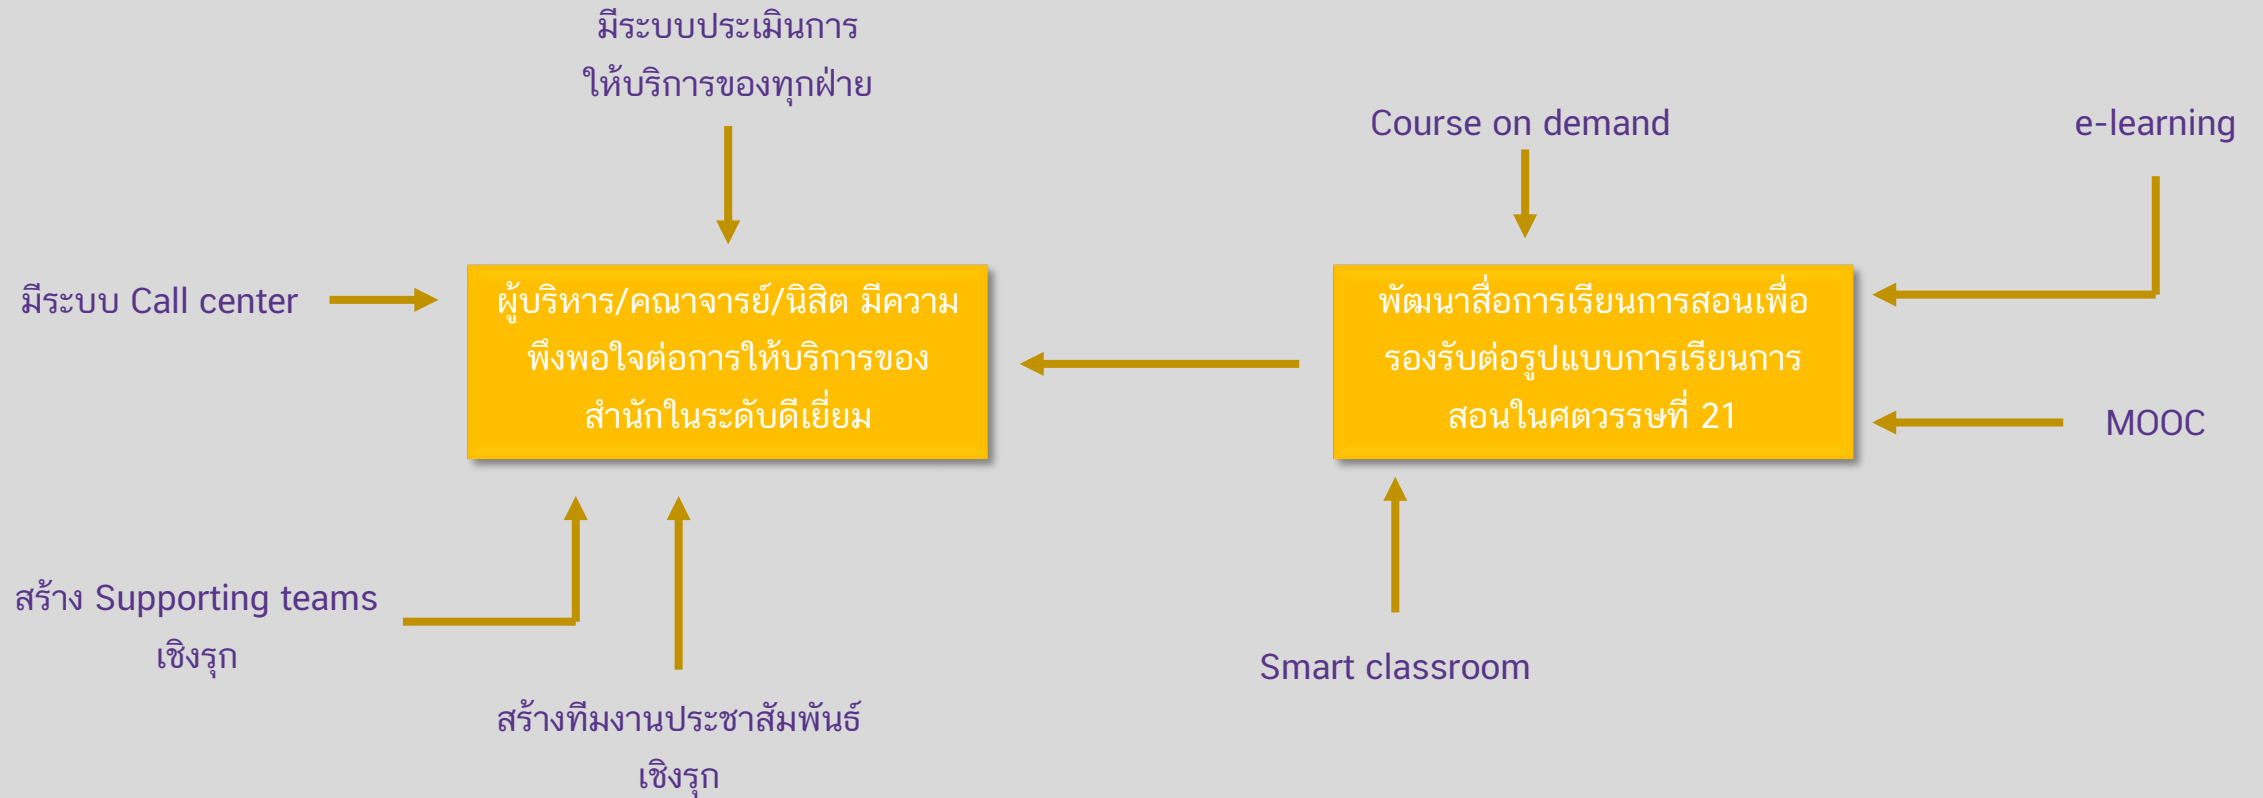 มีระบบประเมินการ
ให้บริการของทุกฝ่าย
Course on demand
e-learning
มีระบบ Call center
ผู้บริหาร/คณาจารย์/นิสิต มีความ
พึงพอใจต่อการให้บริการของ
สำนักในระดับดีเยี่ยม
พัฒนาสื่อการเรียนการสอนเพื่อ
รองรับต่อรูปแบบการเรียนการ
สอนในศตวรรษที่ 21
MOOC
สร้าง Supporting teams
เชิงรุก
Smart classroom
สร้างทีมงานประชาสัมพันธ์
เชิงรุก